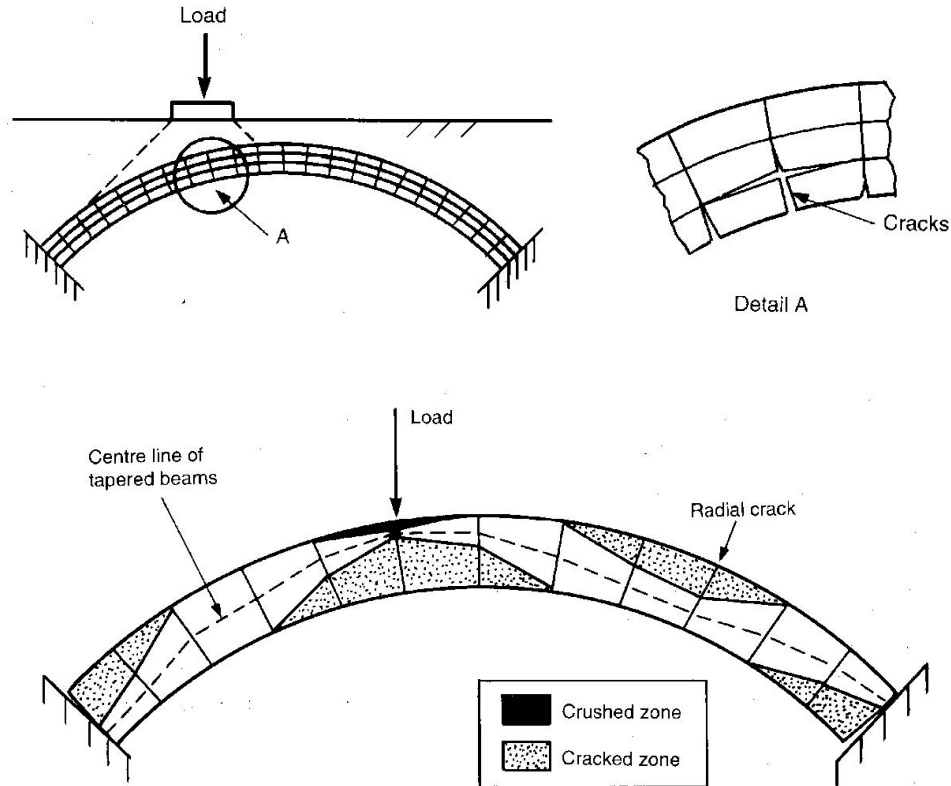 Load
A
Cracks
Detail A
Load
Centre line of
tapered beams
Radial crack
Crushed zone
Cracked zone